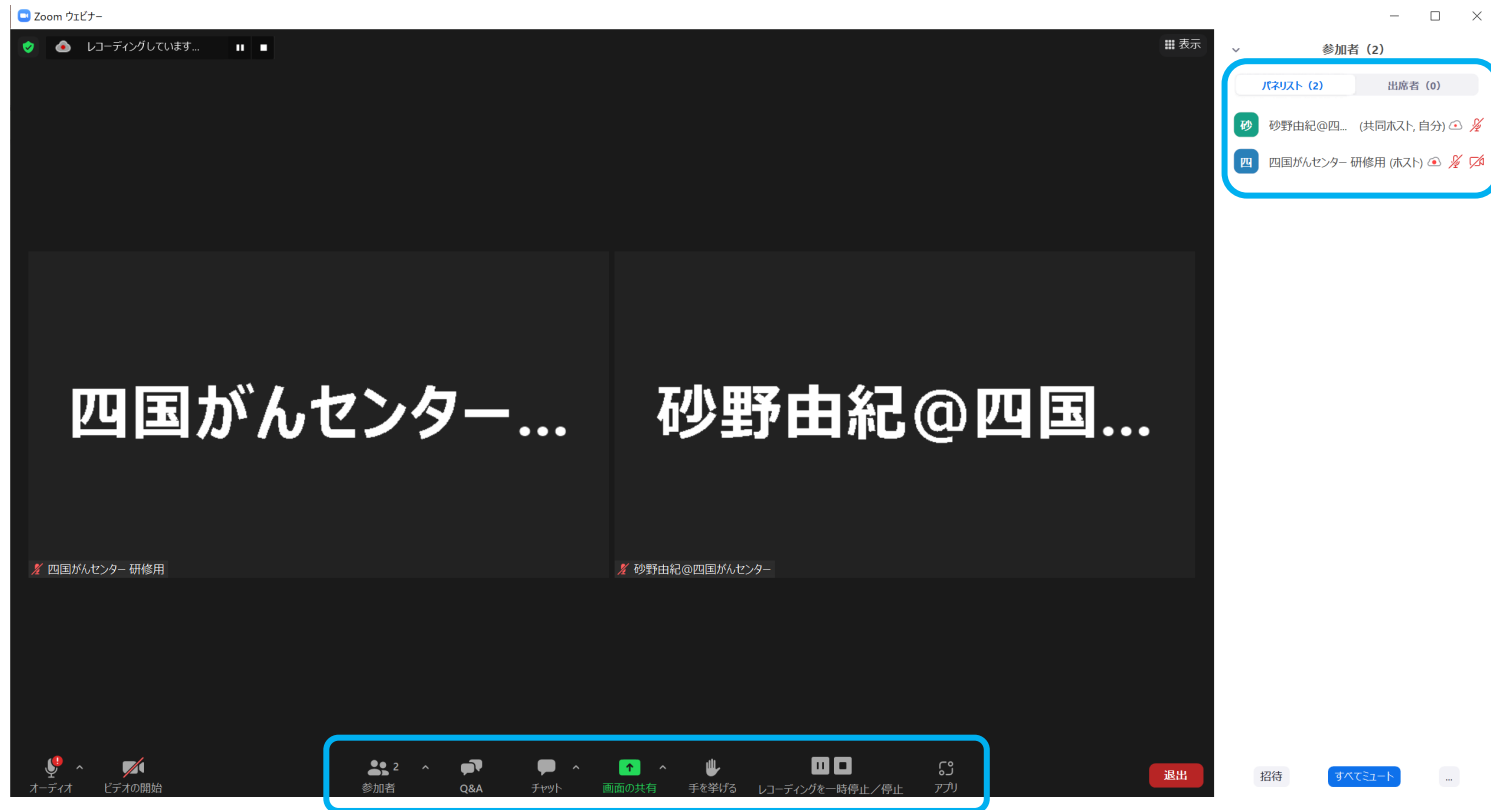 Zoom ウェビナー
レコーディングしています...
表示
参加者 (2)
パネリスト (2)
出席者 (0)
砂 砂野由紀@四... (共同ホスト, 自分)
四 四国がんセンター 研修用 (ホスト)
四国がんセンター...
砂野由紀@四国...
四国がんセンター 研修用
砂野由紀@四国がんセンター
オーディオ
ビデオの開始
2
参加者
Q&A
チャット
画面の共有
手を挙げる
レコーディングを一時停止／停止
アプリ
退出
招待
すべてミュート
...